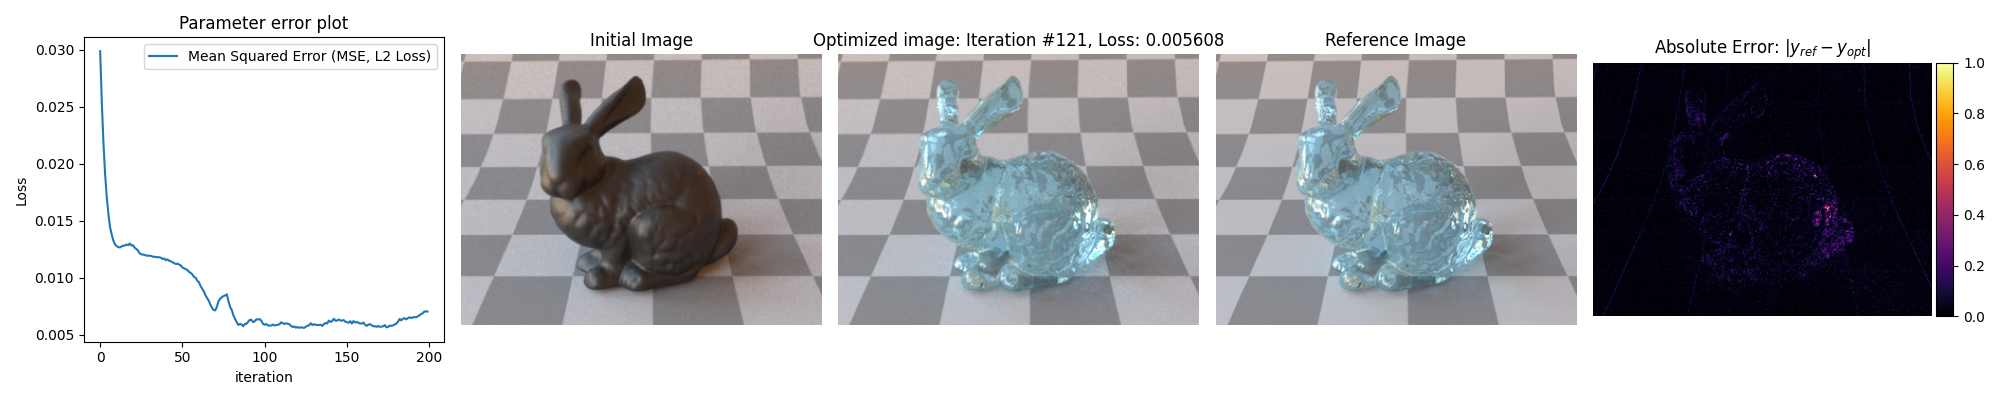 Parameter error plot
Mean Squared Error (MSE, L2 Loss)
0.030
0.025
0.020
0.015
0.010
0.005
Loss
0 50 100 150 200
iteration
Initial Image
Optimized image: Iteration #121, Loss: 0.005608
Reference Image
Absolute Error: |y_ref − y_opt|
1.0
0.8
0.6
0.4
0.2
0.0